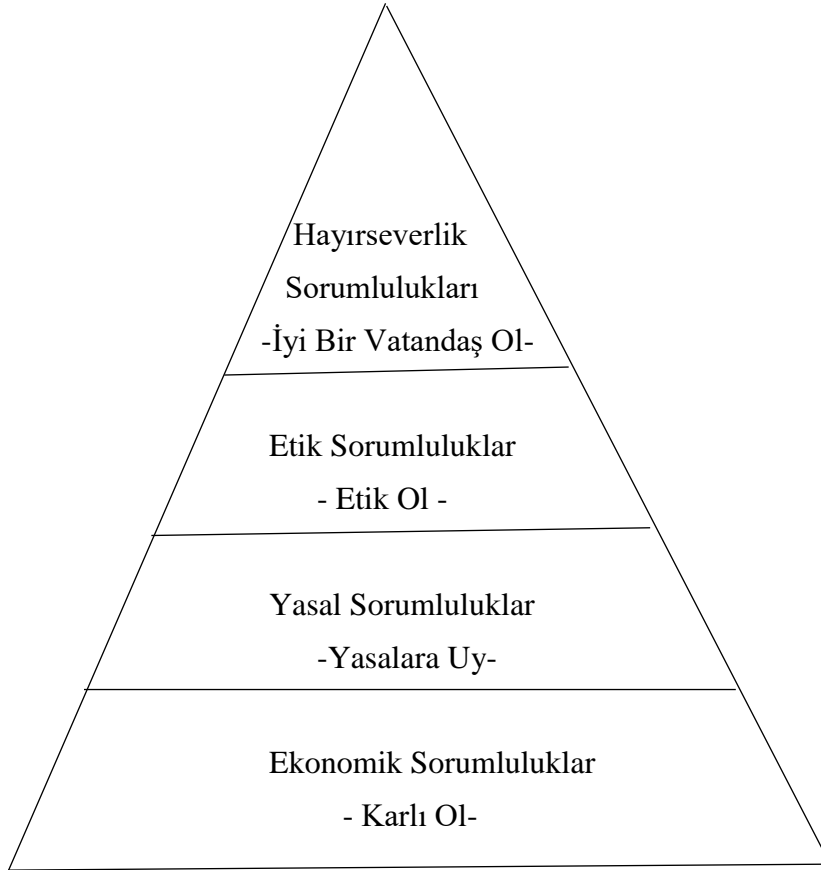 Hayırseverlik
Sorumlulukları
-İyi Bir Vatandaş Ol-
Etik Sorumluluklar
- Etik Ol -
Yasal Sorumluluklar
-Yasalara Uy-
Ekonomik Sorumluluklar
- Karlı Ol-